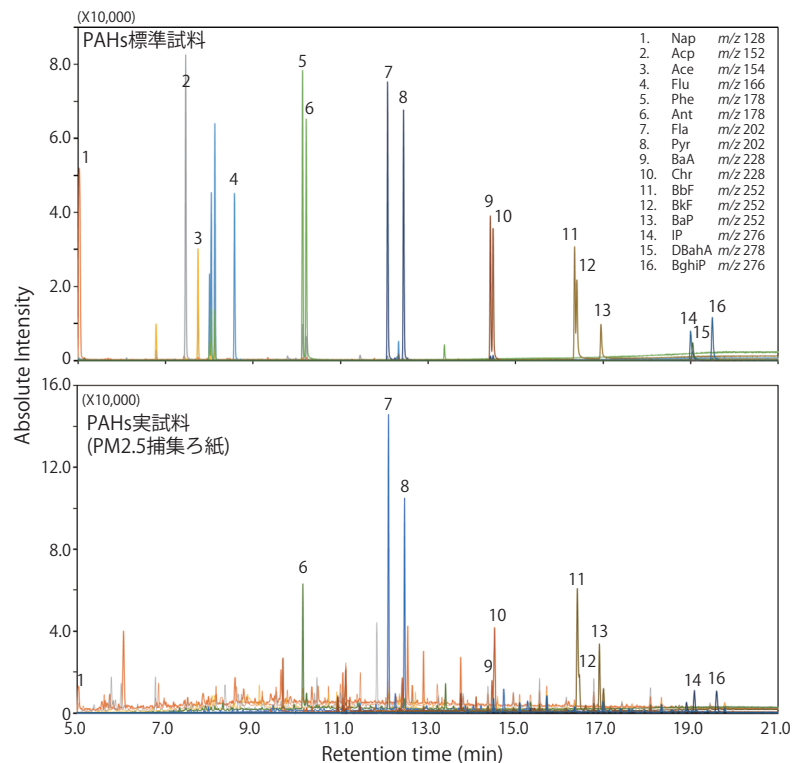 (X10,000)
PAHs標準試料
8.0
6.0
4.0
2.0
0
1
2
3
4
5
6
7
8
9
10
11
12
13
14
15
16
1. Nap m/z 128
2. Acp m/z 152
3. Ace m/z 154
4. Flu m/z 166
5. Phe m/z 178
6. Ant m/z 178
7. Fla m/z 202
8. Pyr m/z 202
9. BaA m/z 228
10. Chr m/z 228
11. BbF m/z 252
12. BkF m/z 252
13. BaP m/z 252
14. IP m/z 276
15. DBahA m/z 278
16. BghiP m/z 276
Absolute Intensity
16.0
(X10,000)
PAHs実試料
(PM2.5捕集ろ紙)
12.0
8.0
4.0
0
1
6
7
8
9
10
11
12
13
14
16
5.0 7.0 9.0 11.0 13.0 15.0 17.0 19.0 21.0
Retention time (min)